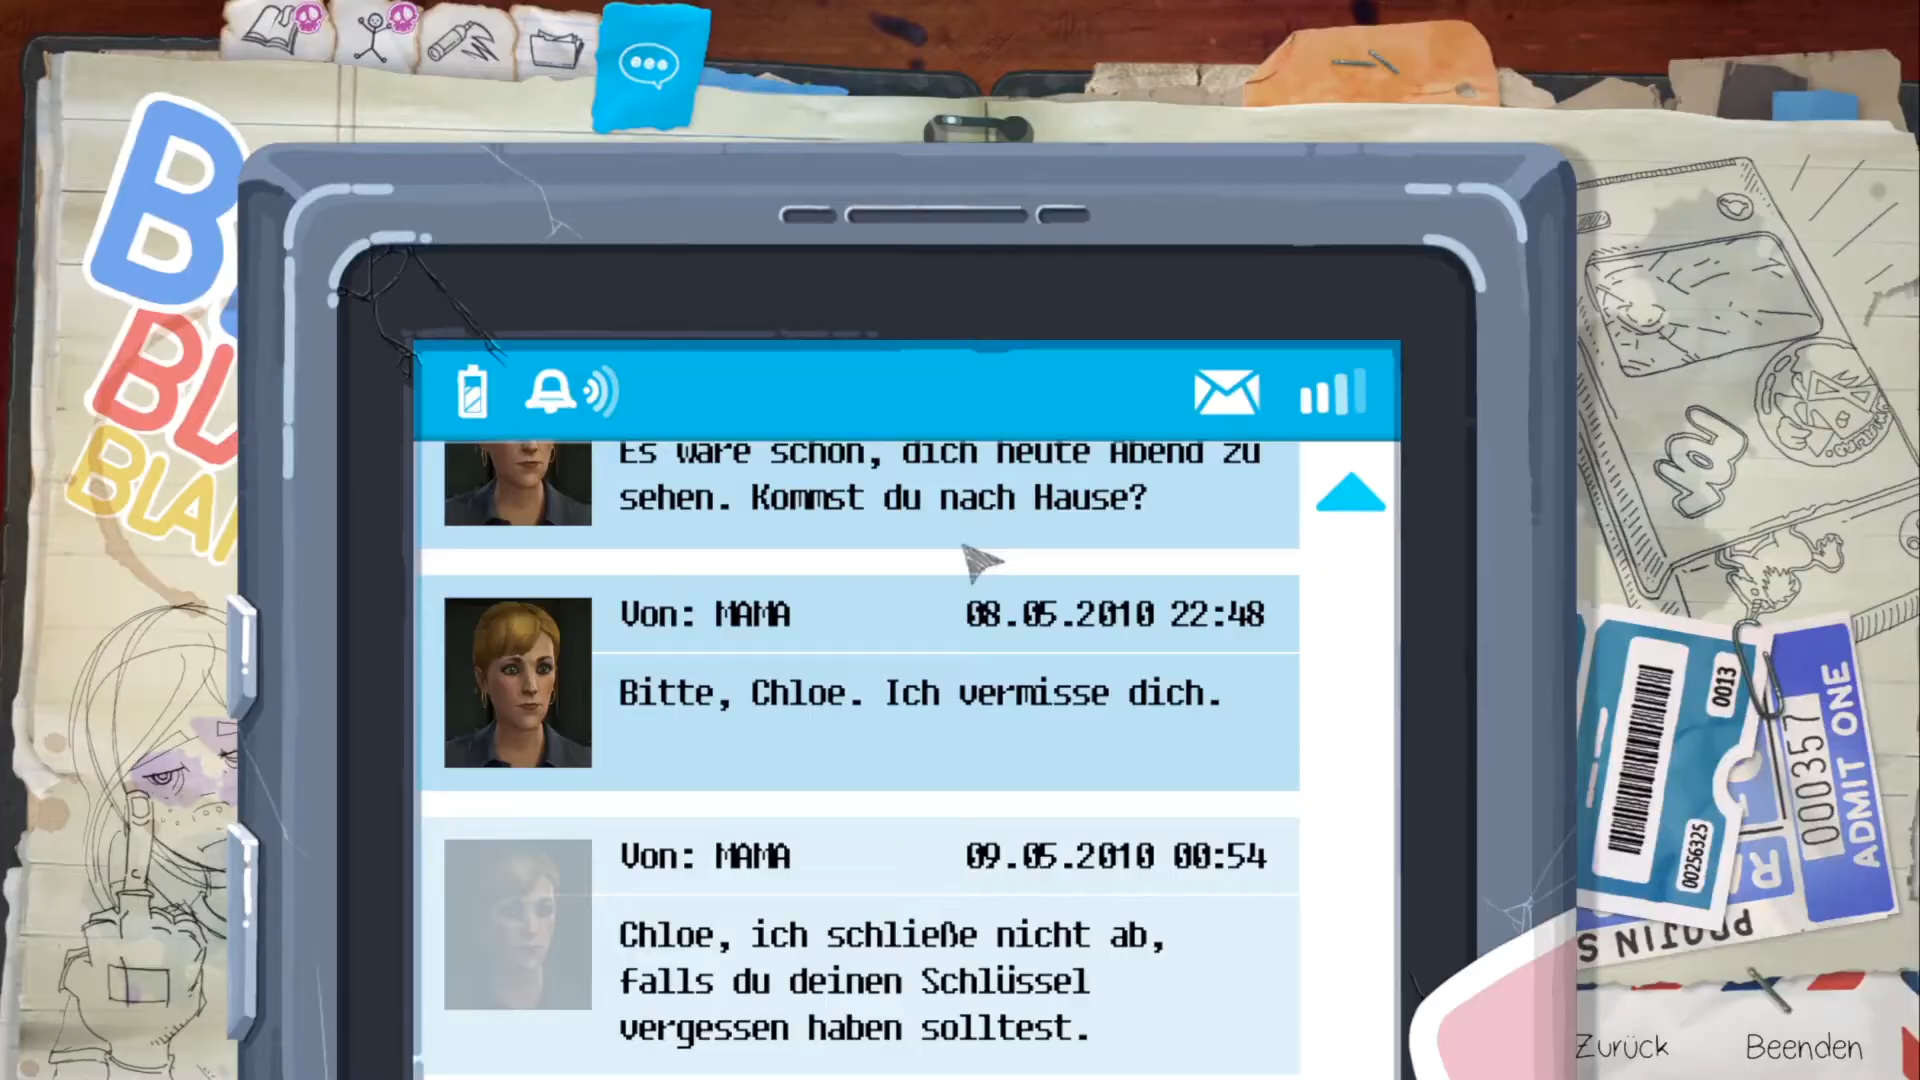 Es wäre schön, dich heute Abend zu
sehen. Kommst du nach Hause?
Von: MAMA 08.05.2010 22:48
Bitte, Chloe. Ich vermisse dich.
Von: MAMA 09.05.2010 00:54
Chloe, ich schließe nicht ab,
falls du deinen Schlüssel
vergessen haben solltest.
0013
00256325
000357
ADMIT ONE
Zurück
Beenden